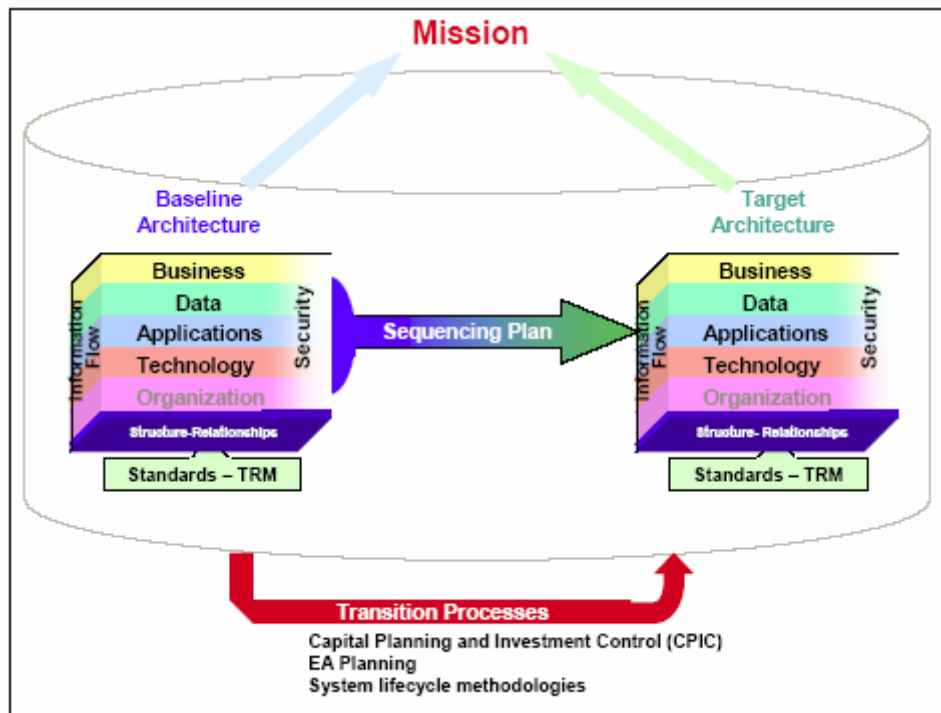 Mission
Baseline
Architecture
Target
Architecture
Business
Data
Applications
Technology
Organization
Information
Flow
Security
Structure-Relationships
Standards – TRM
Sequencing Plan
Business
Data
Applications
Technology
Organization
Information
Flow
Security
Structure- Relationships
Standards – TRM
Transition Processes
Capital Planning and Investment Control (CPIC)
EA Planning
System lifecycle methodologies